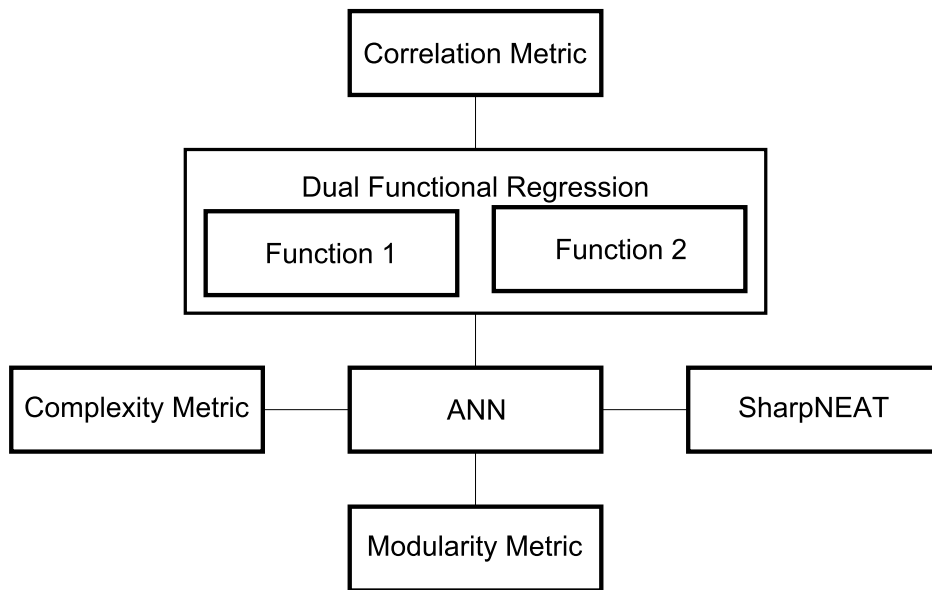 Correlation Metric
Dual Functional Regression
Function 1
Function 2
Complexity Metric
ANN
SharpNEAT
Modularity Metric